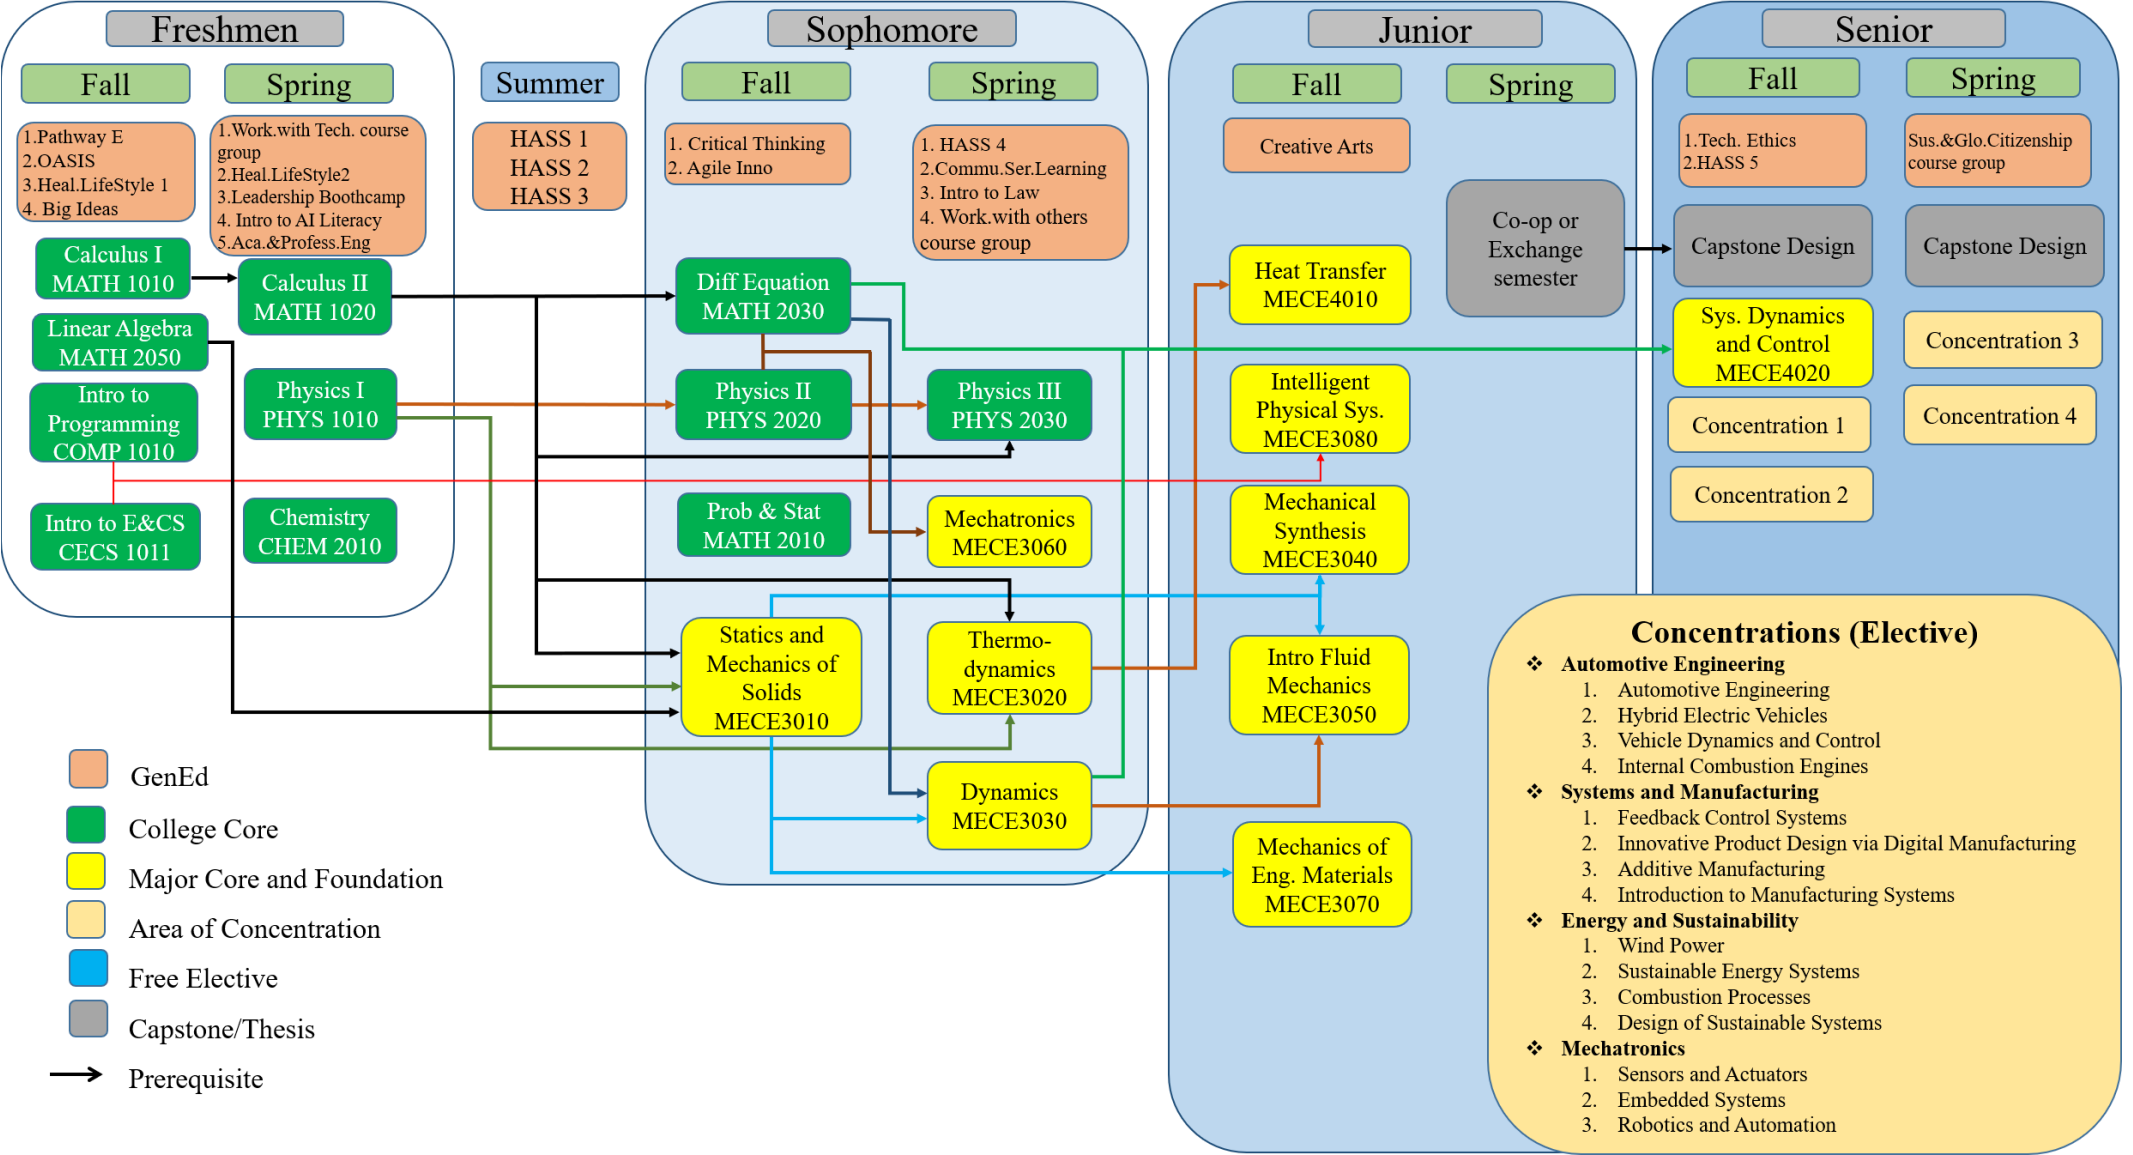 Freshmen
Fall
Spring
1.Pathway E
2.OASIS
3.Heal.LifeStyle 1
4. Big Ideas
1.Work.with Tech. course
group
2.Heal.LifeStyle2
3.Leadership Boothcamp
4. Intro to AI Literacy
5.Aca.&Profess.Eng
Calculus I
MATH 1010
Calculus II
MATH 1020
Linear Algebra
MATH 2050
Intro to
Programming
COMP 1010
Physics I
PHYS 1010
Intro to E&CS
CECS 1011
Chemistry
CHEM 2010
Summer
HASS 1
HASS 2
HASS 3
Sophomore
Fall
Spring
1. Critical Thinking
2. Agile Inno
1. HASS 4
2.Commu.Ser.Learning
3. Intro to Law
4. Work.with others
course group
Diff Equation
MATH 2030
Physics II
PHYS 2020
Physics III
PHYS 2030
Prob & Stat
MATH 2010
Mechatronics
MECE3060
Statics and
Mechanics of
Solids
MECE3010
Thermo-
dynamics
MECE3020
Dynamics
MECE3030
Junior
Fall
Spring
Creative Arts
Co-op or
Exchange
semester
Heat Transfer
MECE4010
Intelligent
Physical Sys.
MECE3080
Mechanical
Synthesis
MECE3040
Intro Fluid
Mechanics
MECE3050
Mechanics of
Eng. Materials
MECE3070
Senior
Fall
Spring
1.Tech. Ethics
2.HASS 5
Sus.&Glo.Citizenship
course group
Capstone Design
Capstone Design
Sys. Dynamics
and Control
MECE4020
Concentration 3
Concentration 1
Concentration 4
Concentration 2
Concentrations (Elective)
❖ Automotive Engineering
1. Automotive Engineering
2. Hybrid Electric Vehicles
3. Vehicle Dynamics and Control
4. Internal Combustion Engines
❖ Systems and Manufacturing
1. Feedback Control Systems
2. Innovative Product Design via Digital Manufacturing
3. Additive Manufacturing
4. Introduction to Manufacturing Systems
❖ Energy and Sustainability
1. Wind Power
2. Sustainable Energy Systems
3. Combustion Processes
4. Design of Sustainable Systems
❖ Mechatronics
1. Sensors and Actuators
2. Embedded Systems
3. Robotics and Automation
GenEd
College Core
Major Core and Foundation
Area of Concentration
Free Elective
Capstone/Thesis
Prerequisite